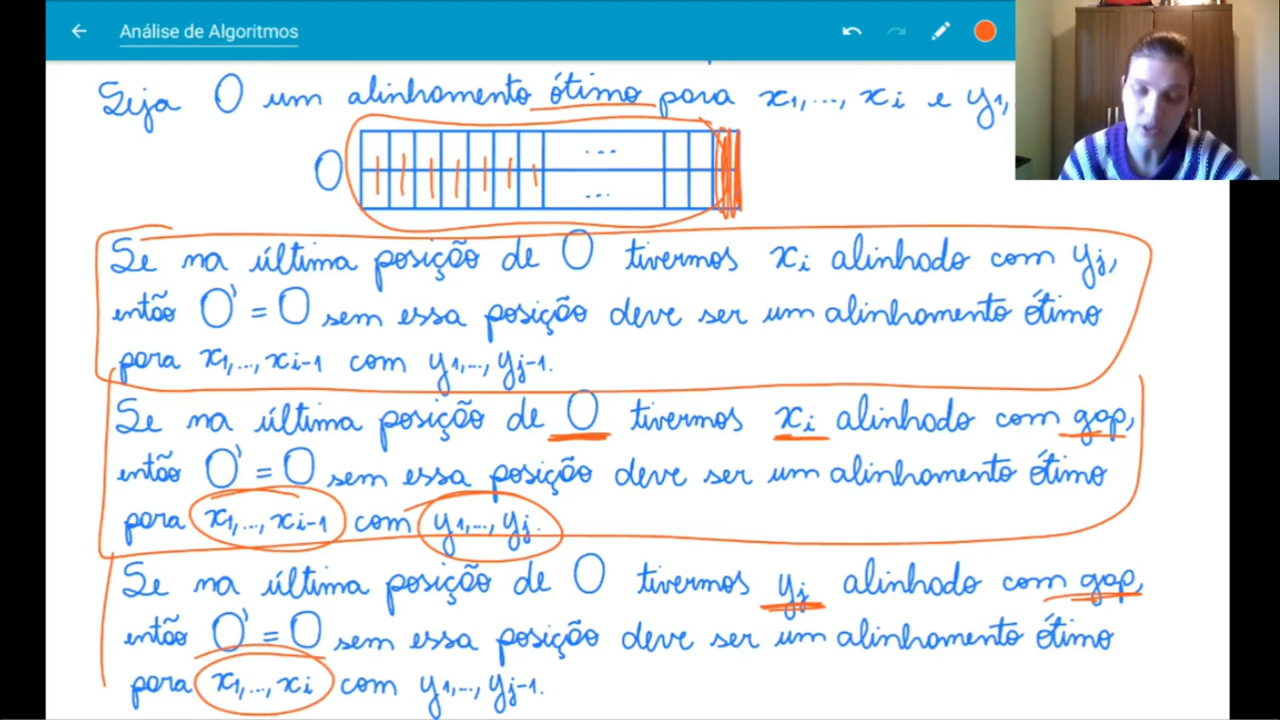 Análise de Algoritmos
Seja O um alinhamento ótimo para x1,..., xi e y1,
O
...
...
Se na última posição de O tivermos xi alinhado com yj,
então O' = O sem essa posição deve ser um alinhamento ótimo
para x1,..., xi-1 com y1,..., yj-1.
Se na última posição de O tivermos xi alinhado com gap,
então O' = O sem essa posição deve ser um alinhamento ótimo
para x1,..., xi-1 com y1,..., yj.
Se na última posição de O tivermos yj alinhado com gap,
então O' = O sem essa posição deve ser um alinhamento ótimo
para x1,..., xi com y1,..., yj-1.